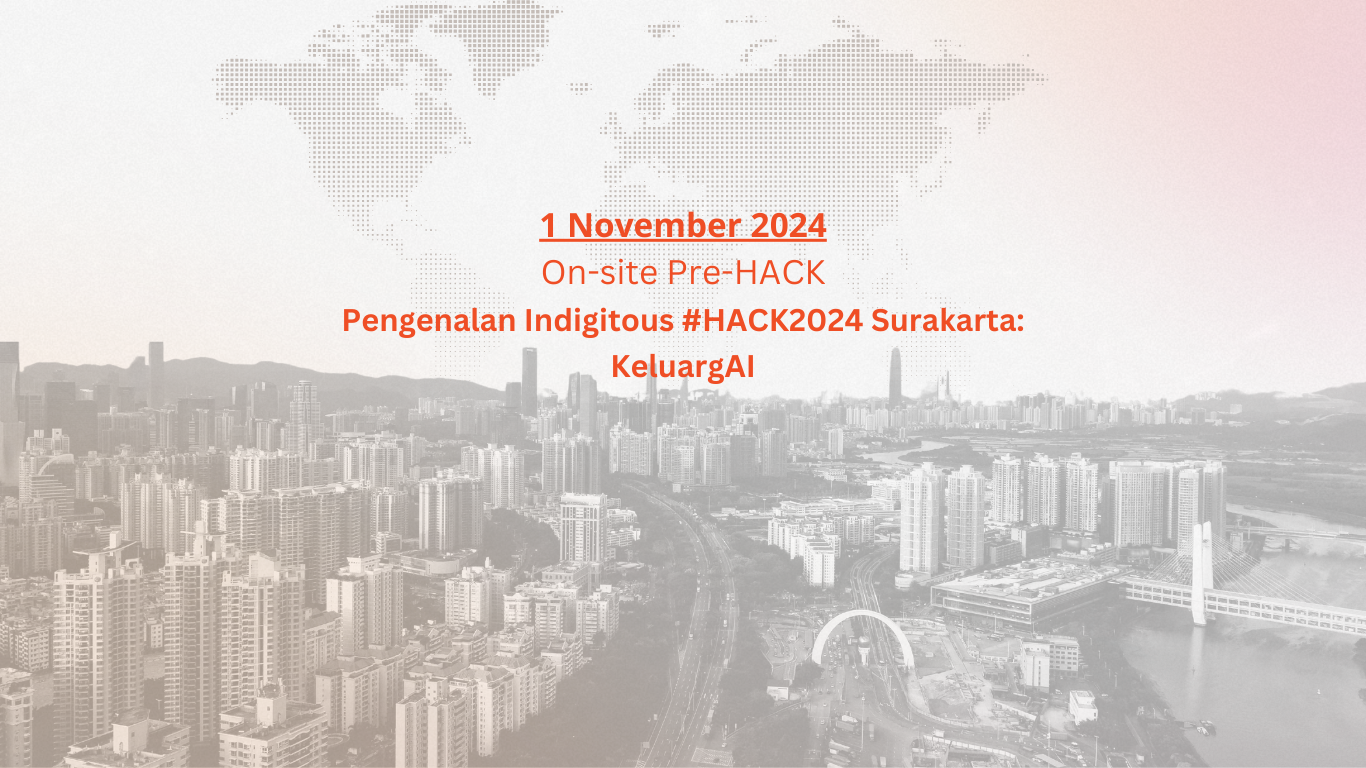 1 November 2024
On-site Pre-HACK
Pengenalan Indigitous #HACK2024 Surakarta:
KeluargAI